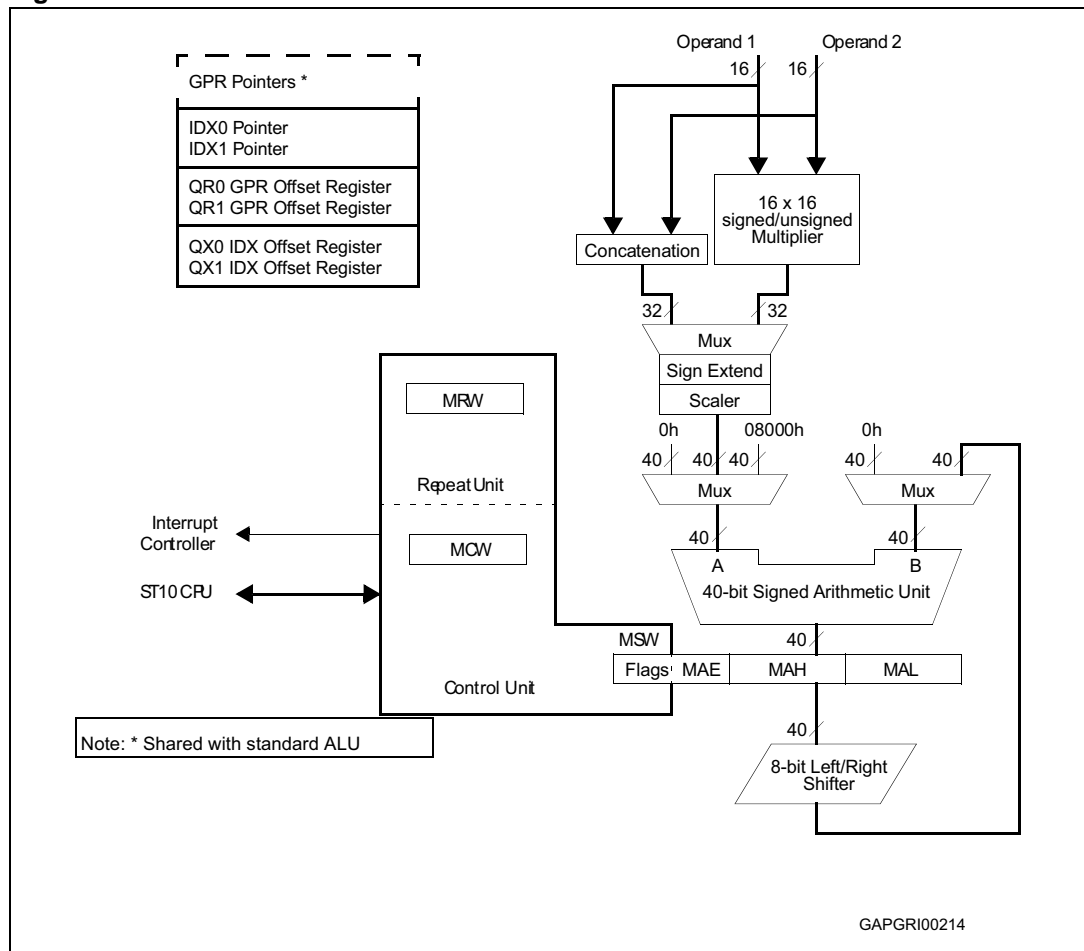 Operand 1
Operand 2
16
16
GPR Pointers *
IDX0 Pointer
IDX1 Pointer
QR0 GPR Offset Register
QR1 GPR Offset Register
QX0 IDX Offset Register
QX1 IDX Offset Register
16 x 16
signed/unsigned
Multiplier
Concatenation
32
32
Mux
Sign Extend
Scaler
MRW
Repeat Unit
0h
08000h
0h
40
40
40
40
40
Mux
Mux
Interrupt
Controller
MCW
ST10 CPU
40
40
A
B
40-bit Signed Arithmetic Unit
MSW
40
Flags
MAE
MAH
MAL
Control Unit
40
Note: * Shared with standard ALU
8-bit Left/Right
Shifter
GAPGRI00214